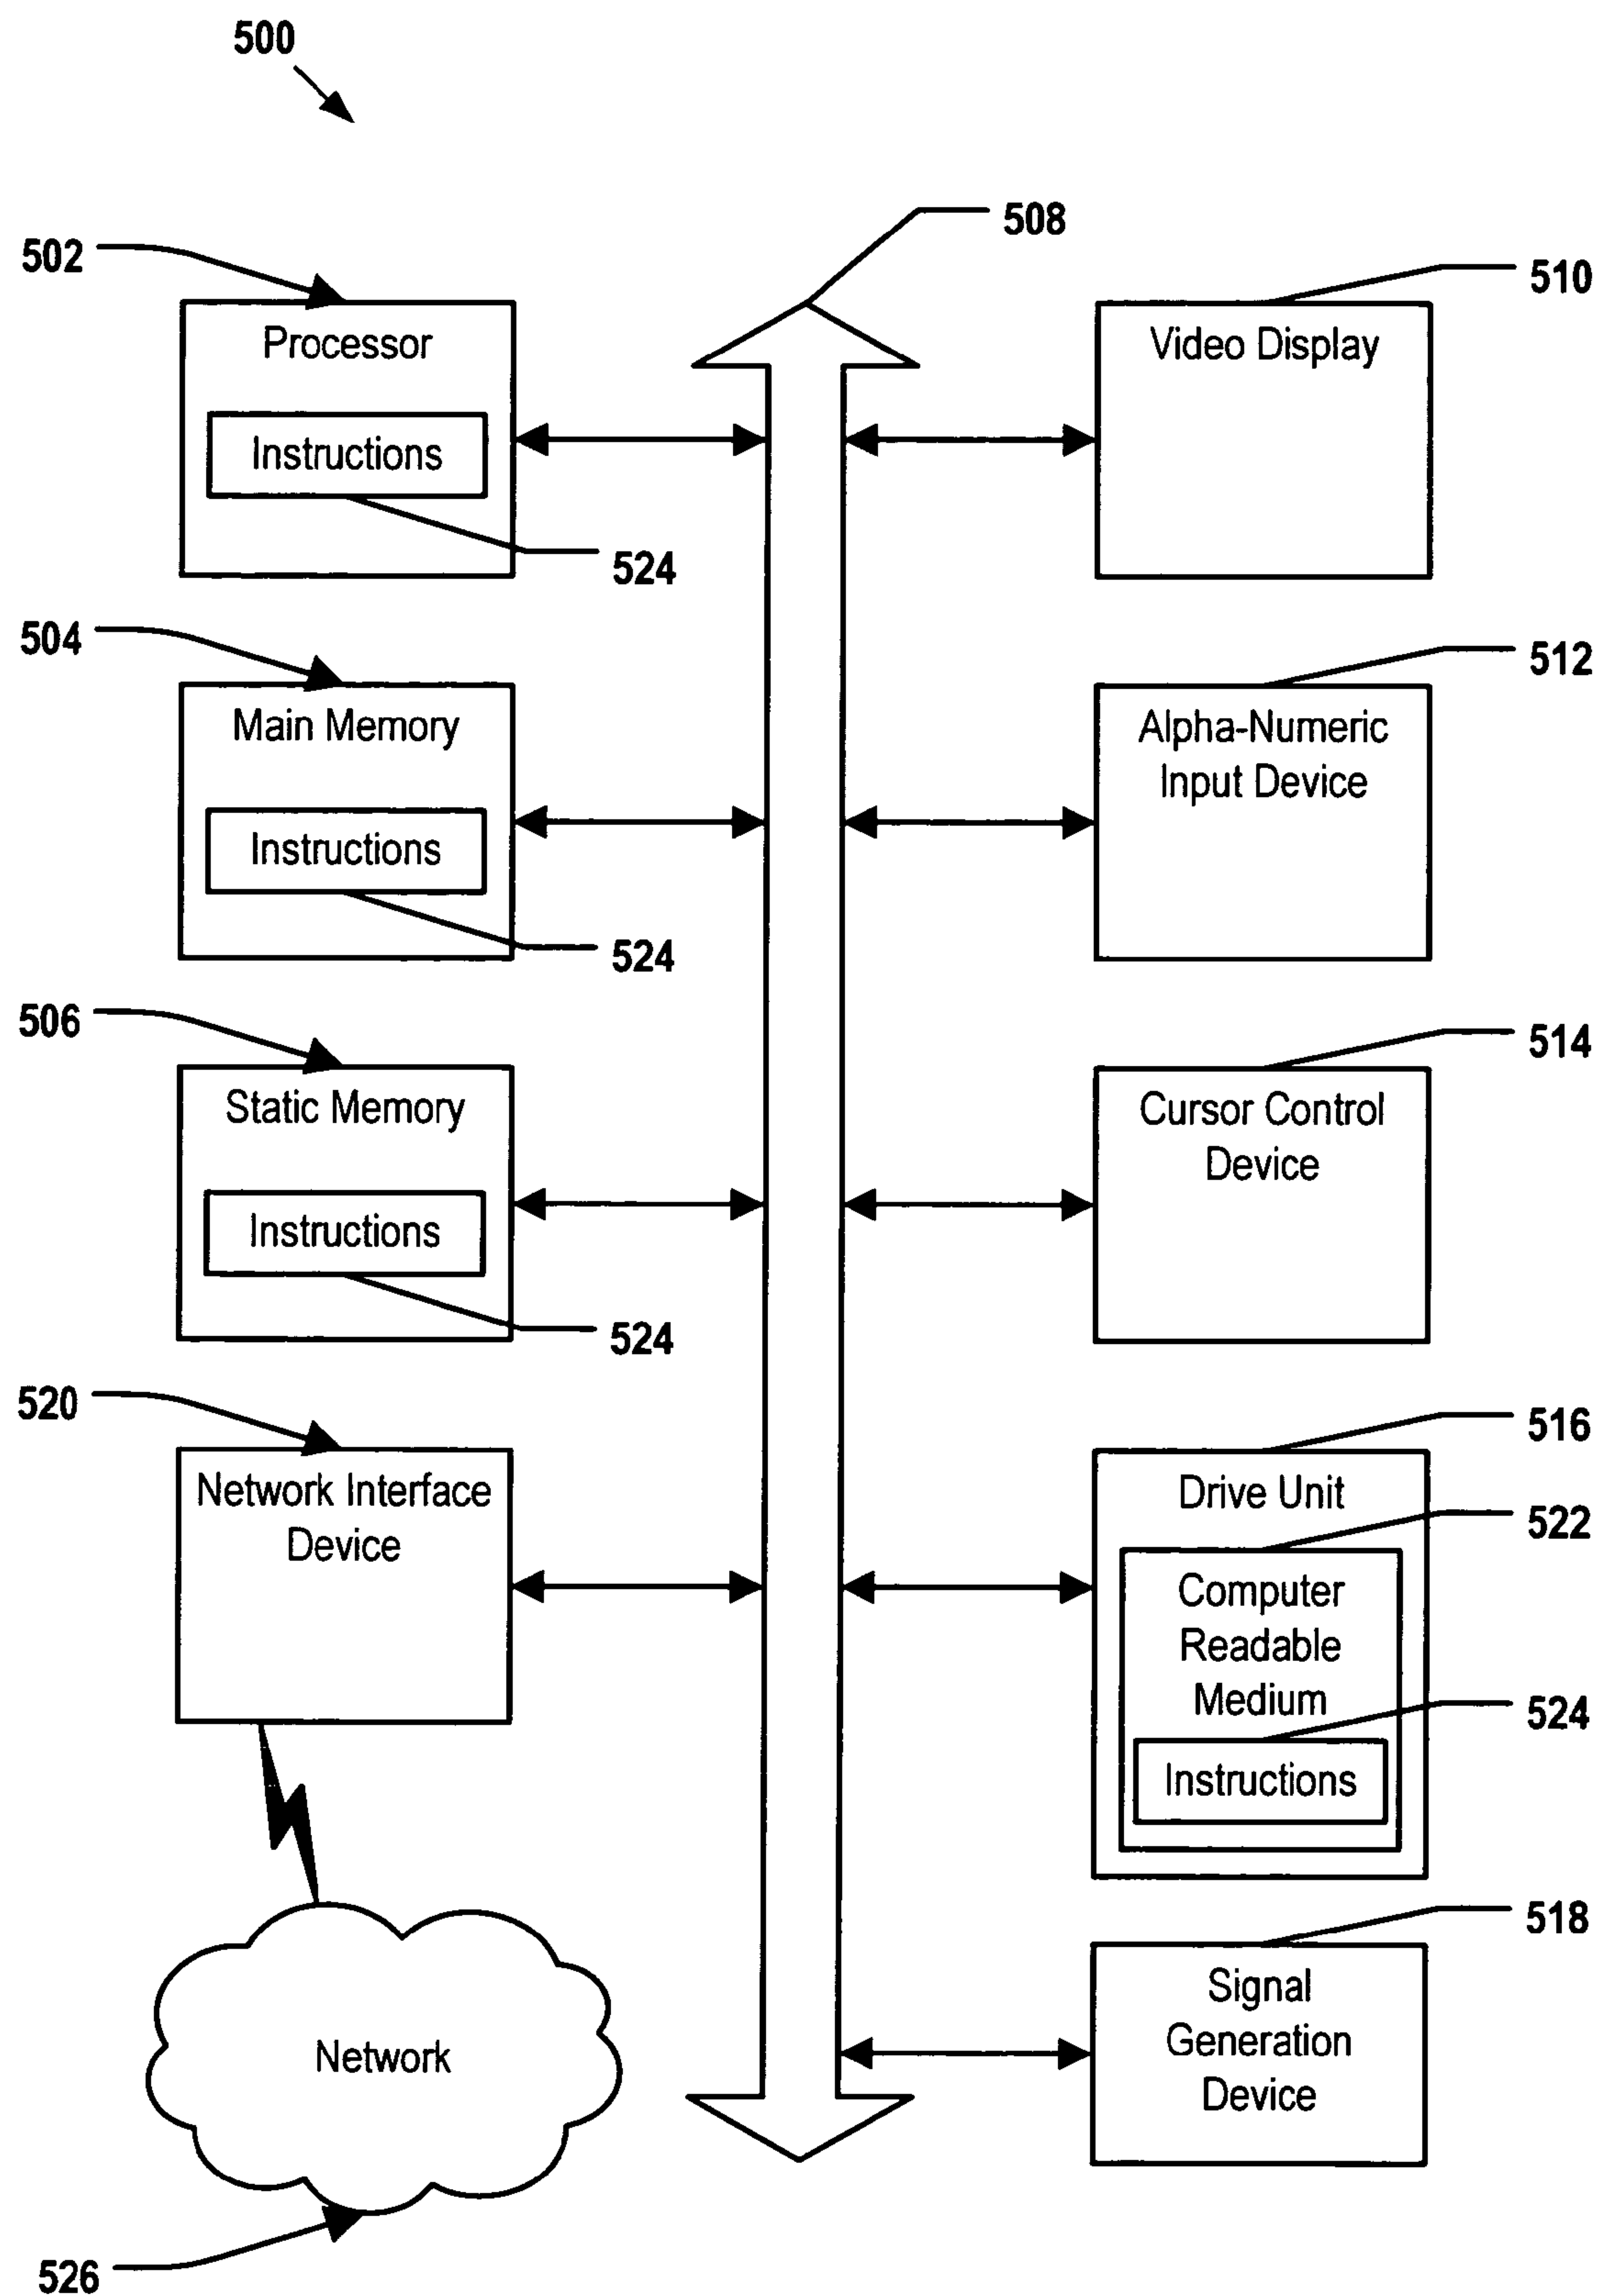 500
508
502
510
Processor
Video Display
Instructions
524
504
512
Main Memory
Alpha-Numeric
Input Device
Instructions
524
506
514
Static Memory
Cursor Control
Device
Instructions
524
520
516
Network Interface
Device
Drive Unit
522
Computer
Readable
Medium
524
Instructions
518
Signal
Generation
Device
Network
526